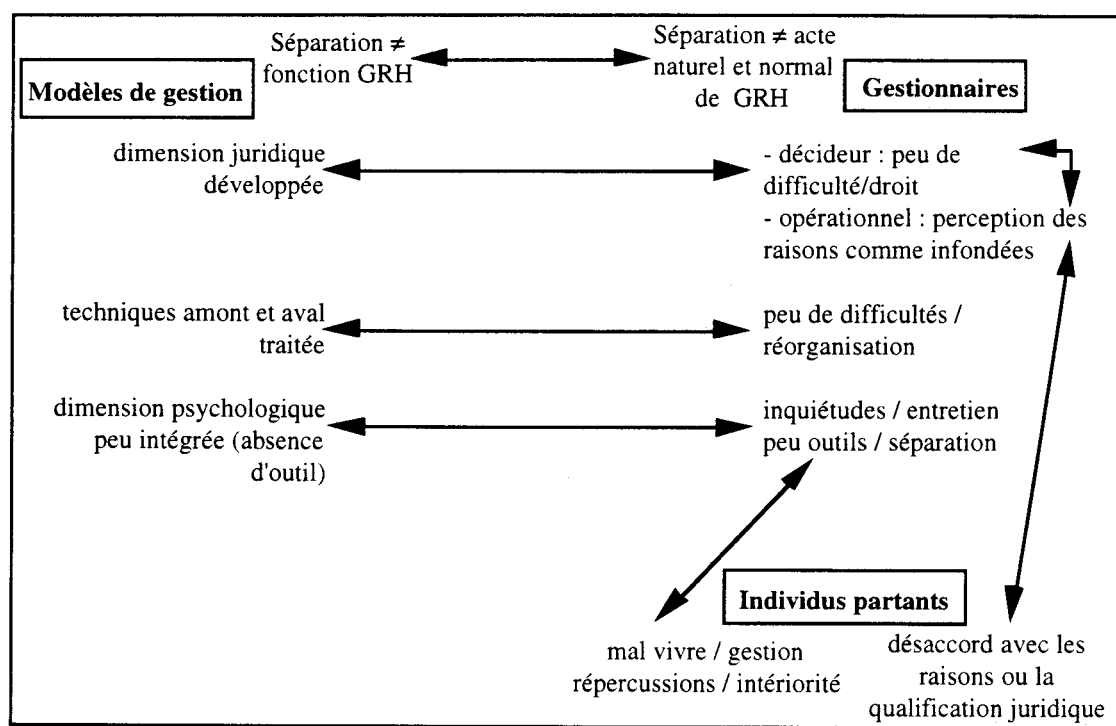 Séparation ≠
fonction GRH
Séparation ≠ acte
naturel et normal
de GRH
Modèles de gestion
Gestionnaires
dimension juridique
développée
- décideur : peu de
difficulté/droit
- opérationnel : perception des
raisons comme infondées
techniques amont et aval
traitée
peu de difficultés /
réorganisation
dimension psychologique
peu intégrée (absence
d'outil)
inquiétudes / entretien
peu outils / séparation
Individus partants
mal vivre / gestion
répercussions / intériorité
désaccord avec les
raisons ou la
qualification juridique